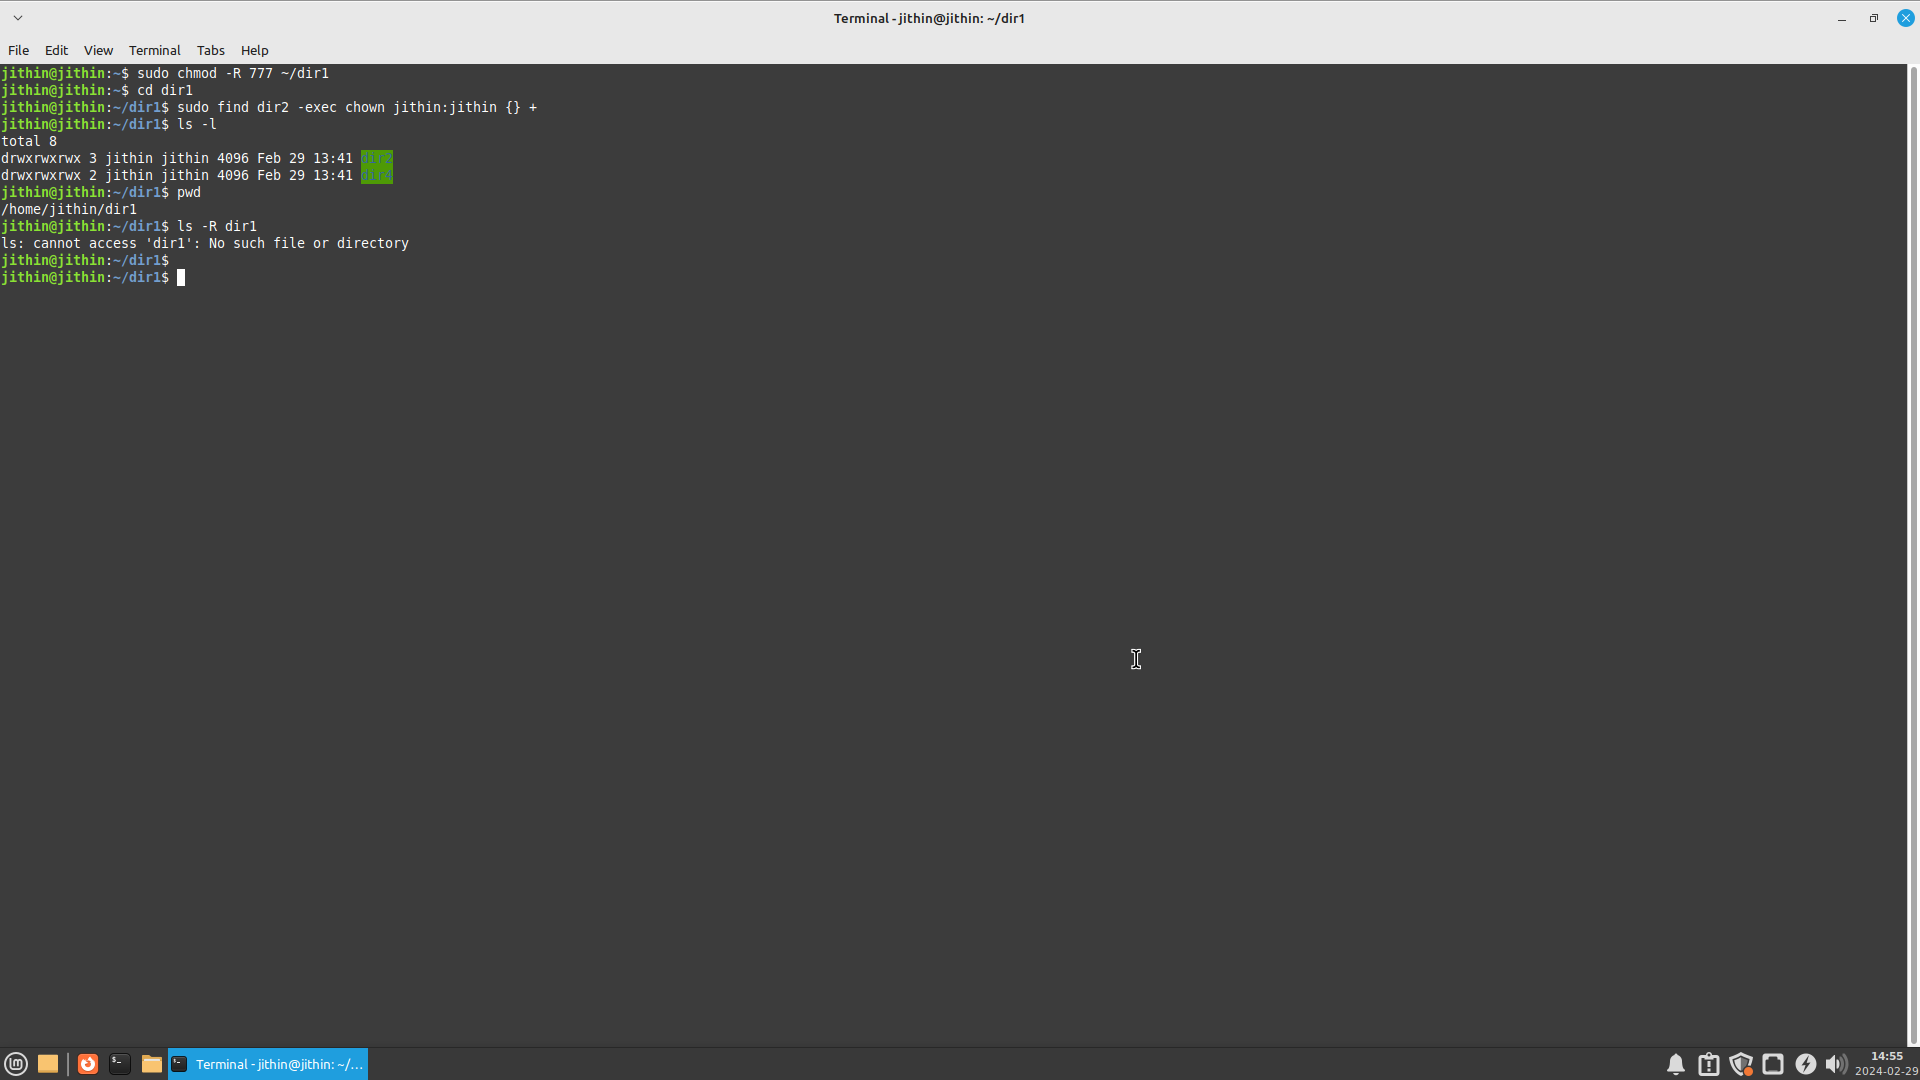 Terminal - jithin@jithin: ~/dir1
File Edit View Terminal Tabs Help
jithin@jithin:~$ sudo chmod -R 777 ~/dir1
jithin@jithin:~$ cd dir1
jithin@jithin:~/dir1$ sudo find dir2 -exec chown jithin:jithin {} +
jithin@jithin:~/dir1$ ls -l
total 8
drwxrwxrwx 3 jithin jithin 4096 Feb 29 13:41 dir2
drwxrwxrwx 2 jithin jithin 4096 Feb 29 13:41 dir4
jithin@jithin:~/dir1$ pwd
/home/jithin/dir1
jithin@jithin:~/dir1$ ls -R dir1
ls: cannot access 'dir1': No such file or directory
jithin@jithin:~/dir1$
jithin@jithin:~/dir1$
Terminal - jithin@jithin: ~/...
14:55
2024-02-29